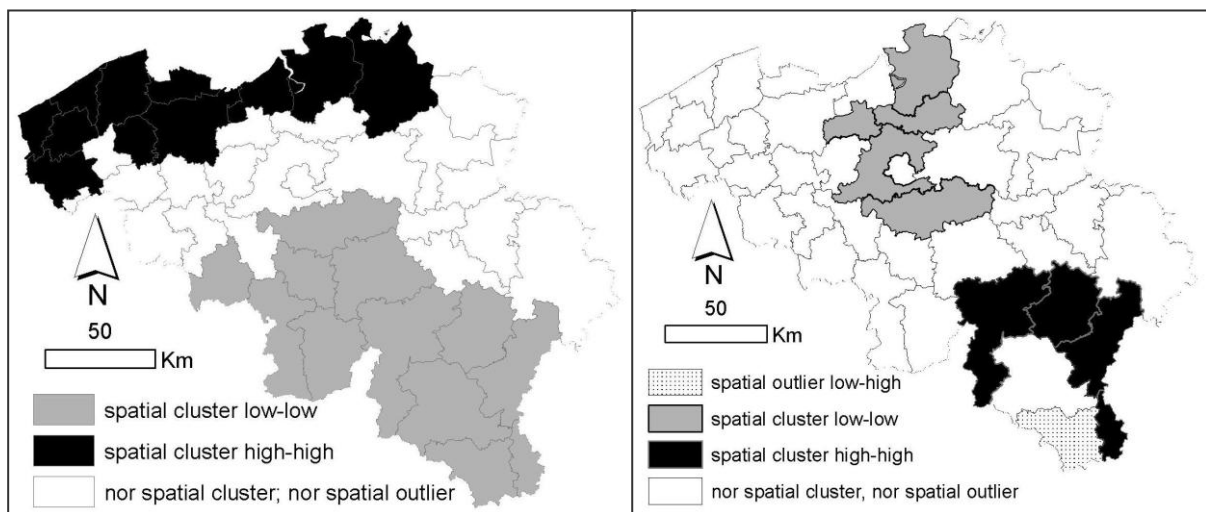 N
50
Km
spatial cluster low-low
spatial cluster high-high
nor spatial cluster; nor spatial outlier
N
50
Km
spatial outlier low-high
spatial cluster low-low
spatial cluster high-high
nor spatial cluster, nor spatial outlier